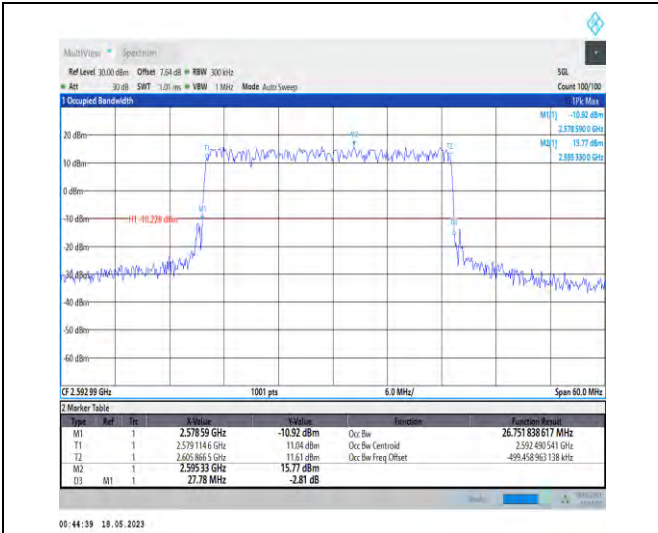 MultiView Spectrum
Ref Level 30.00 dBm Offset 7.64 dB RBW 300 kHz SGL
Att 30 dB SWT 1.01 ms VBW 1 MHz Mode Auto Sweep Count 100/100
1 Occupied Bandwidth 1Pk Max
M1[1] -10.92 dBm
2.578 590 0 GHz
M2[1] 15.77 dBm
2.595 330 0 GHz
20 dBm
T1 M2 T2
10 dBm
0 dBm
M1
-10 dBm H1 -10.228 dBm
D3
-20 dBm
-30 dBm
-40 dBm
-50 dBm
-60 dBm
CF 2.592 99 GHz 1001 pts 6.0 MHz/ Span 60.0 MHz
2 Marker Table
Type Ref Trc X-Value Y-Value Function Function Result
M1 1 2.578 59 GHz -10.92 dBm Occ Bw 26.751 838 617 MHz
T1 1 2.579 114 6 GHz 11.04 dBm Occ Bw Centroid 2.592 490 541 GHz
T2 1 2.605 866 5 GHz 11.61 dBm Occ Bw Freq Offset -499.458 963 138 kHz
M2 1 2.595 33 GHz 15.77 dBm
D3 M1 1 27.78 MHz -2.81 dB
00:44:39 18.05.2023